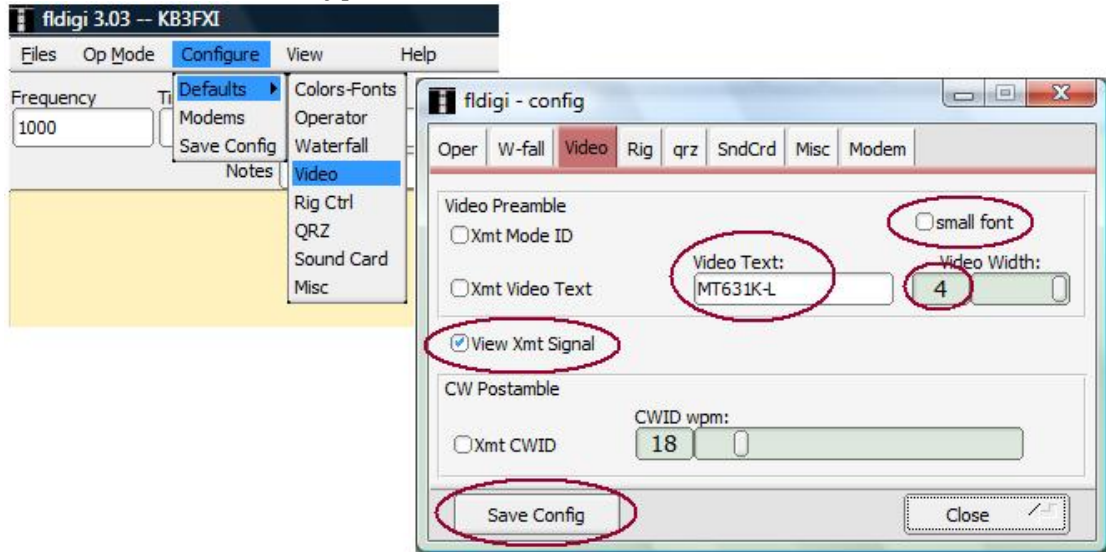 fldigi 3.03 -- KB3FXI
Files Op Mode Configure View Help
Defaults
Modems
Save Config
Colors-Fonts
Operator
Waterfall
Video
Rig Ctrl
QRZ
Sound Card
Misc
Frequency
1000
Notes
fldigi - config
Oper W-fall Video Rig qrz SndCrd Misc Modem
Video Preamble
Xmt Mode ID
small font
Video Text:
Video Width:
Xmt Video Text
MT631K-L
4
View Xmt Signal
CW Postamble
CWID wpm:
Xmt CWID
18
Save Config
Close